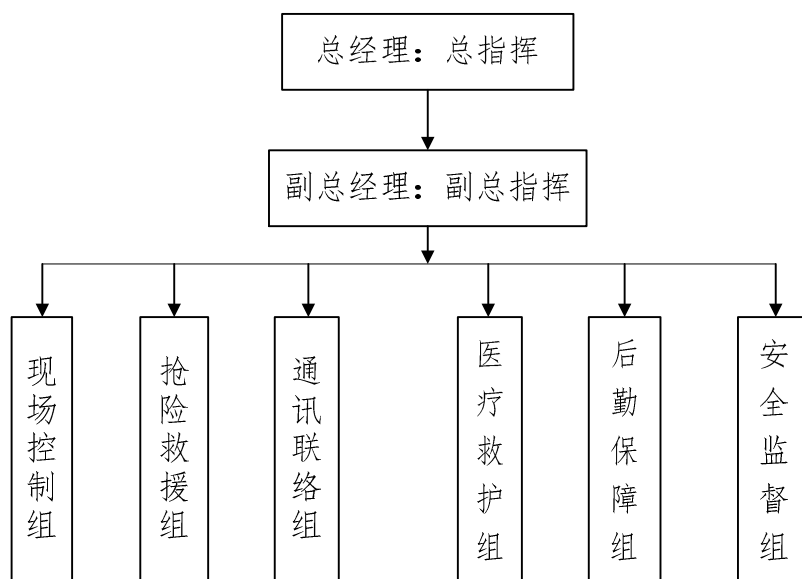 总经理：总指挥
副总经理：副总指挥
现场控制组
抢险救援组
通讯联络组
医疗救护组
后勤保障组
安全监督组